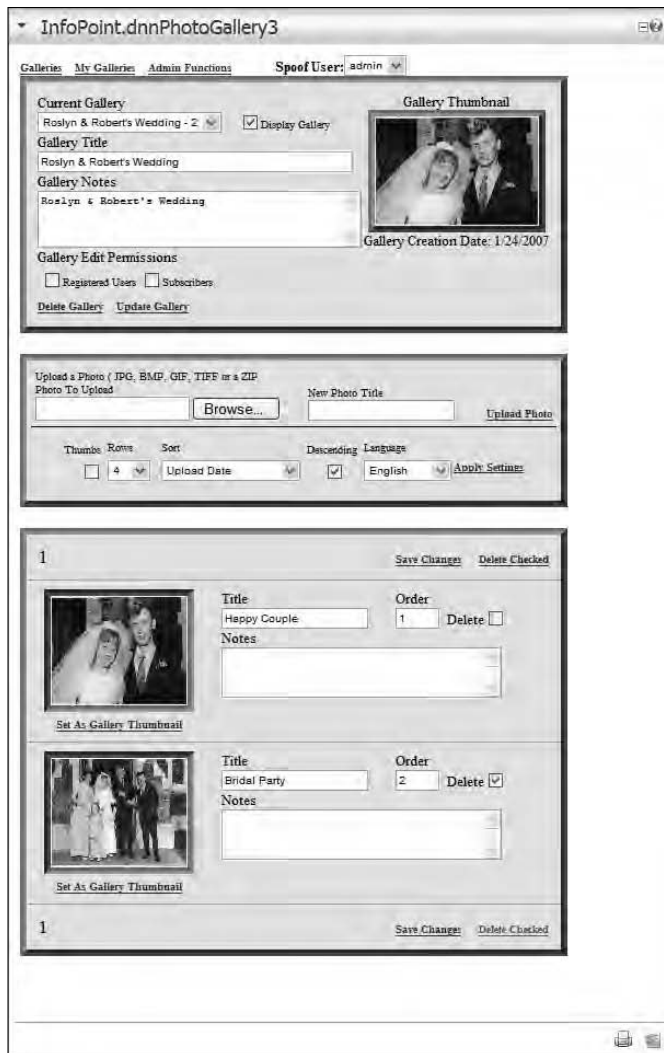 InfoPoint.dnnPhotoGallery3
Galleries My Galleries Admin Functions Spoof User: admin
Current Gallery
Roslyn & Robert's Wedding - 2 Display Gallery
Gallery Title
Roslyn & Robert's Wedding
Gallery Notes
Roslyn & Robert's Wedding
Gallery Thumbnail
Gallery Creation Date: 1/24/2007
Gallery Edit Permissions
Registered Users Subscribers
Delete Gallery Update Gallery
Upload a Photo ( JPG, BMP, GIF, TIFF or a ZIP
Photo To Upload New Photo Title
Browse... Upload Photo
Thumbs Rows Sort Descending Language
4 Upload Date English Apply Settings
1 Save Changes Delete Checked
Title Order
Happy Couple 1 Delete
Notes
Set As Gallery Thumbnail
Title Order
Bridal Party 2 Delete
Notes
Set As Gallery Thumbnail
1 Save Changes Delete Checked